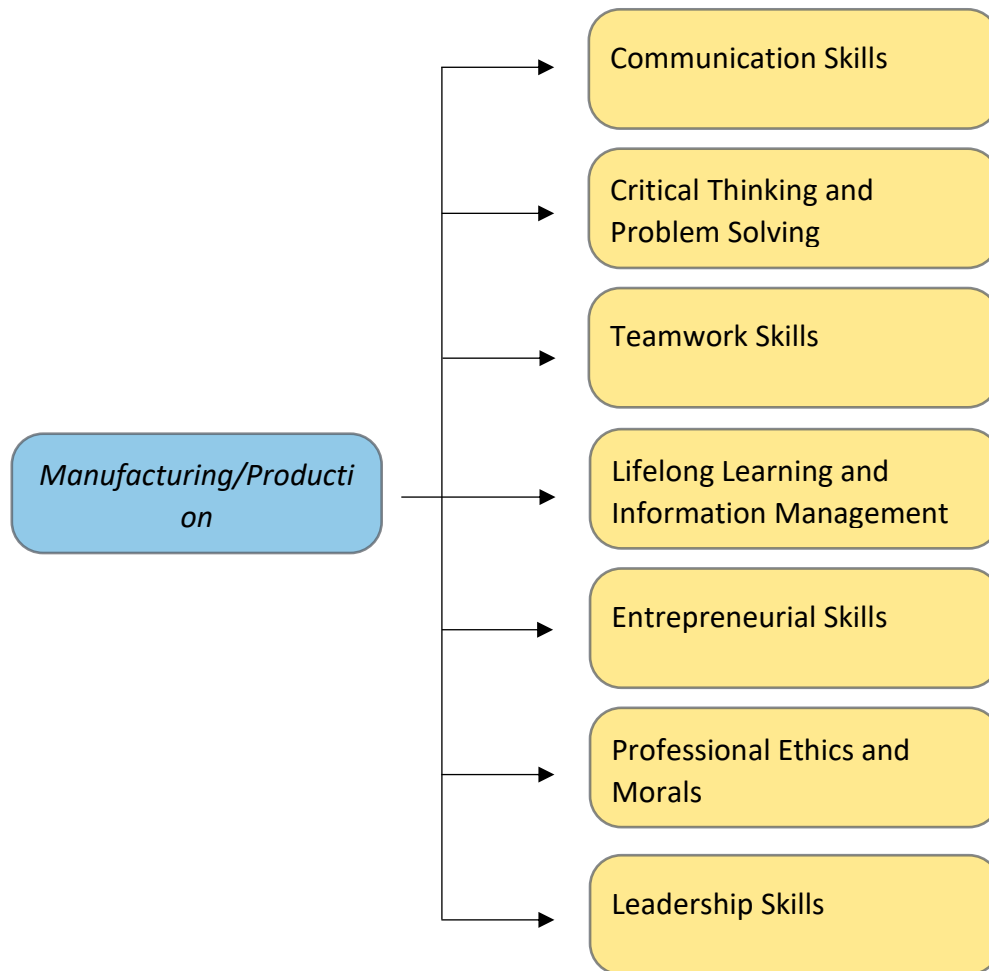 Communication Skills
Critical Thinking and
Problem Solving
Teamwork Skills
Manufacturing/Producti
on
Lifelong Learning and
Information Management
Entrepreneurial Skills
Professional Ethics and
Morals
Leadership Skills